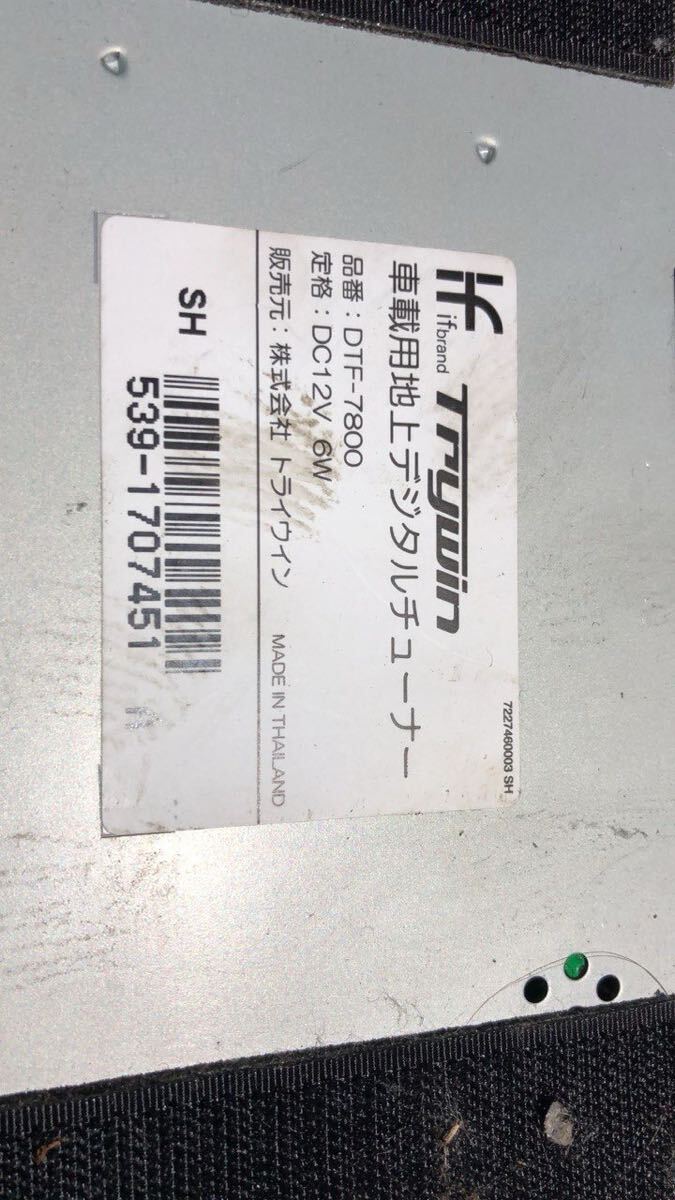 if ifbrand Trywin
車載用地上デジタルチューナー
品番：DTF-7800
定格：DC12V 6W
販売元：株式会社 トライウイン
MADE IN THAILAND
SH
539-1707451
7227460003 SH